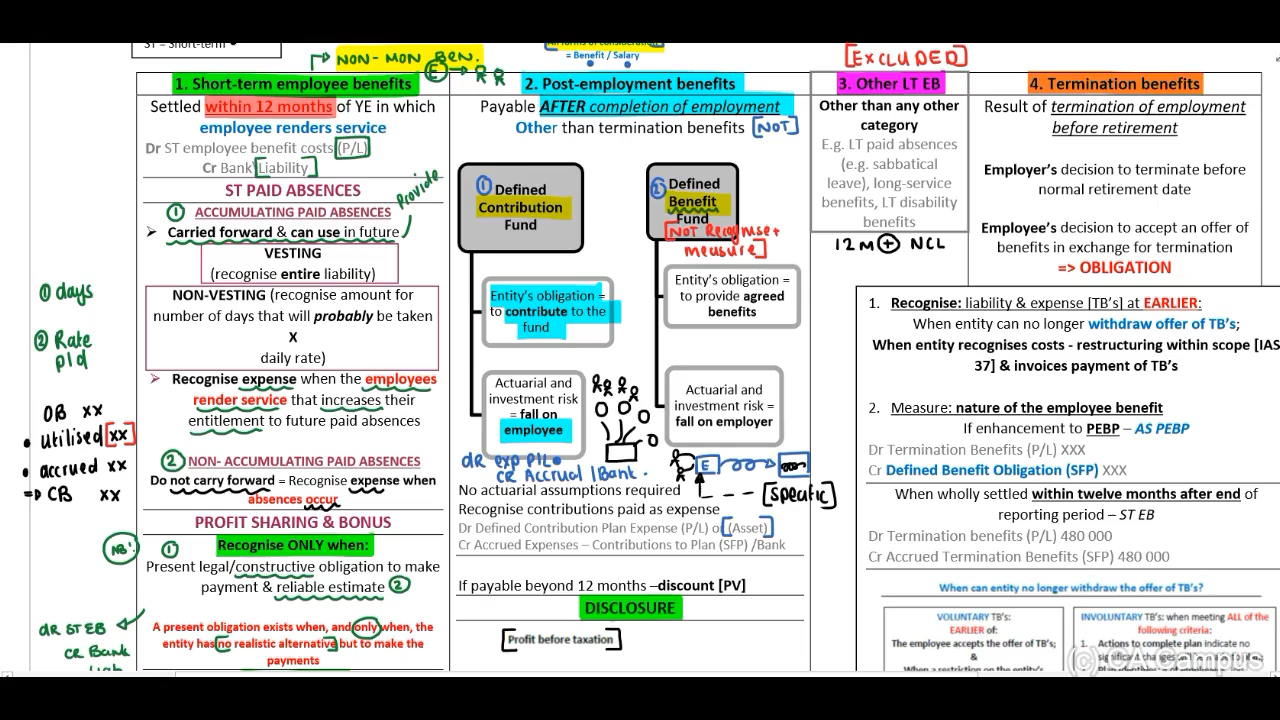 ST = Short-term
NON-MON BEN.
E
= Benefit / Salary
[EXCLUDED]
1. Short-term employee benefits
Settled within 12 months of YE in which
employee renders service
Dr ST employee benefit costs (P/L)
Cr Bank\[Liability]
Provide
ST PAID ABSENCES
① ACCUMULATING PAID ABSENCES
➤ Carried forward & can use in future
VESTING
(recognise entire liability)
NON-VESTING (recognise amount for
number of days that will probably be taken
X
daily rate)
① days
② Rate
p/d
➤ Recognise expense when the employees
render service that increases their
entitlement to future paid absences
OB XX
• utilised [XX]
• accrued XX
=> CB XX
② NON- ACCUMULATING PAID ABSENCES
Do not carry forward = Recognise expense when
absences occur
PROFIT SHARING & BONUS
NB!
① Recognise ONLY when:
Present legal/constructive obligation to make
payment & reliable estimate ②
dR ST EB
CR Bank
A present obligation exists when, and only when, the
entity has no realistic alternative but to make the
payments
2. Post-employment benefits
Payable AFTER completion of employment
Other than termination benefits [NOT]
① Defined
Contribution
Fund
② Defined
Benefit
Fund
[NOT Recognise +
measure]
Entity's obligation =
to contribute to the
fund
Entity's obligation =
to provide agreed
benefits
Actuarial and
investment risk
= fall on
employee
Actuarial and
investment risk =
fall on employer
dR exp P/L
CR Accrual / Bank.
E
[specific]
No actuarial assumptions required
Recognise contributions paid as expense
Dr Defined Contribution Plan Expense (P/L) or [(Asset)]
Cr Accrued Expenses – Contributions to Plan (SFP) /Bank
If payable beyond 12 months –discount [PV]
DISCLOSURE
[Profit before taxation]
3. Other LT EB
Other than any other
category
E.g. LT paid absences
(e.g. sabbatical
leave), long-service
benefits, LT disability
benefits
12M + NCL
4. Termination benefits
Result of termination of employment
before retirement
Employer's decision to terminate before
normal retirement date
Employee's decision to accept an offer of
benefits in exchange for termination
=> OBLIGATION
1. Recognise: liability & expense [TB's] at EARLIER:
When entity can no longer withdraw offer of TB's;
When entity recognises costs - restructuring within scope [IAS
37] & invoices payment of TB's
2. Measure: nature of the employee benefit
If enhancement to PEBP – AS PEBP
Dr Termination Benefits (P/L) XXX
Cr Defined Benefit Obligation (SFP) XXX
When wholly settled within twelve months after end of
reporting period – ST EB
Dr Termination benefits (P/L) 480 000
Cr Accrued Termination Benefits (SFP) 480 000
When can entity no longer withdraw the offer of TB's?
VOLUNTARY TB's:
EARLIER of:
The employee accepts the offer of TB's;
&
When a restriction on the entity's
INVOLUNTARY TB's: when meeting ALL of the
following criteria:
1. Actions to complete plan indicate no
significant changes
© CA Campus